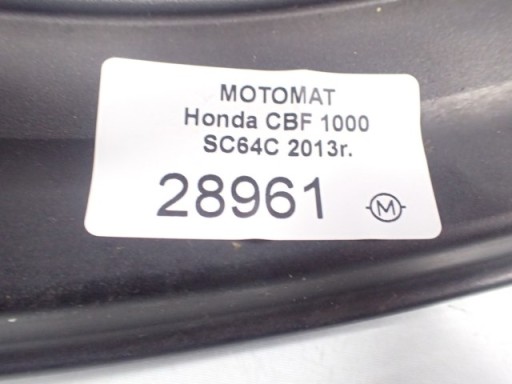 MOTOMAT
Honda CBF 1000
SC64C 2013r.
28961 M